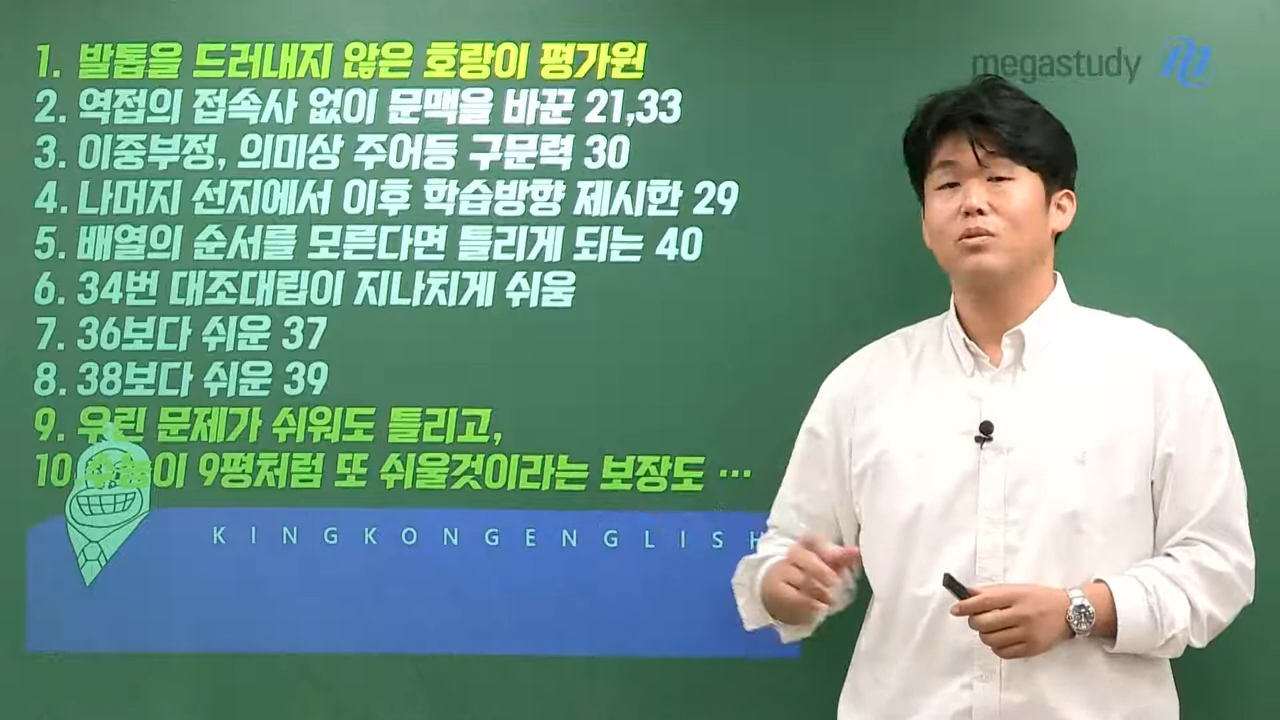 1. 발톱을 드러내지 않은 호랑이 평가원
megastudy
2. 역접의 접속사 없이 문맥을 바꾼 21,33
3. 이중부정, 의미상 주어등 구문력 30
4. 나머지 선지에서 이후 학습방향 제시한 29
5. 배열의 순서를 모른다면 틀리게 되는 40
6. 34번 대조대립이 지나치게 쉬움
7. 36보다 쉬운 37
8. 38보다 쉬운 39
9. 우린 문제가 쉬워도 틀리고,
10. 수능이 9평처럼 또 쉬울것이라는 보장도 …
KINGKONGENGLISH